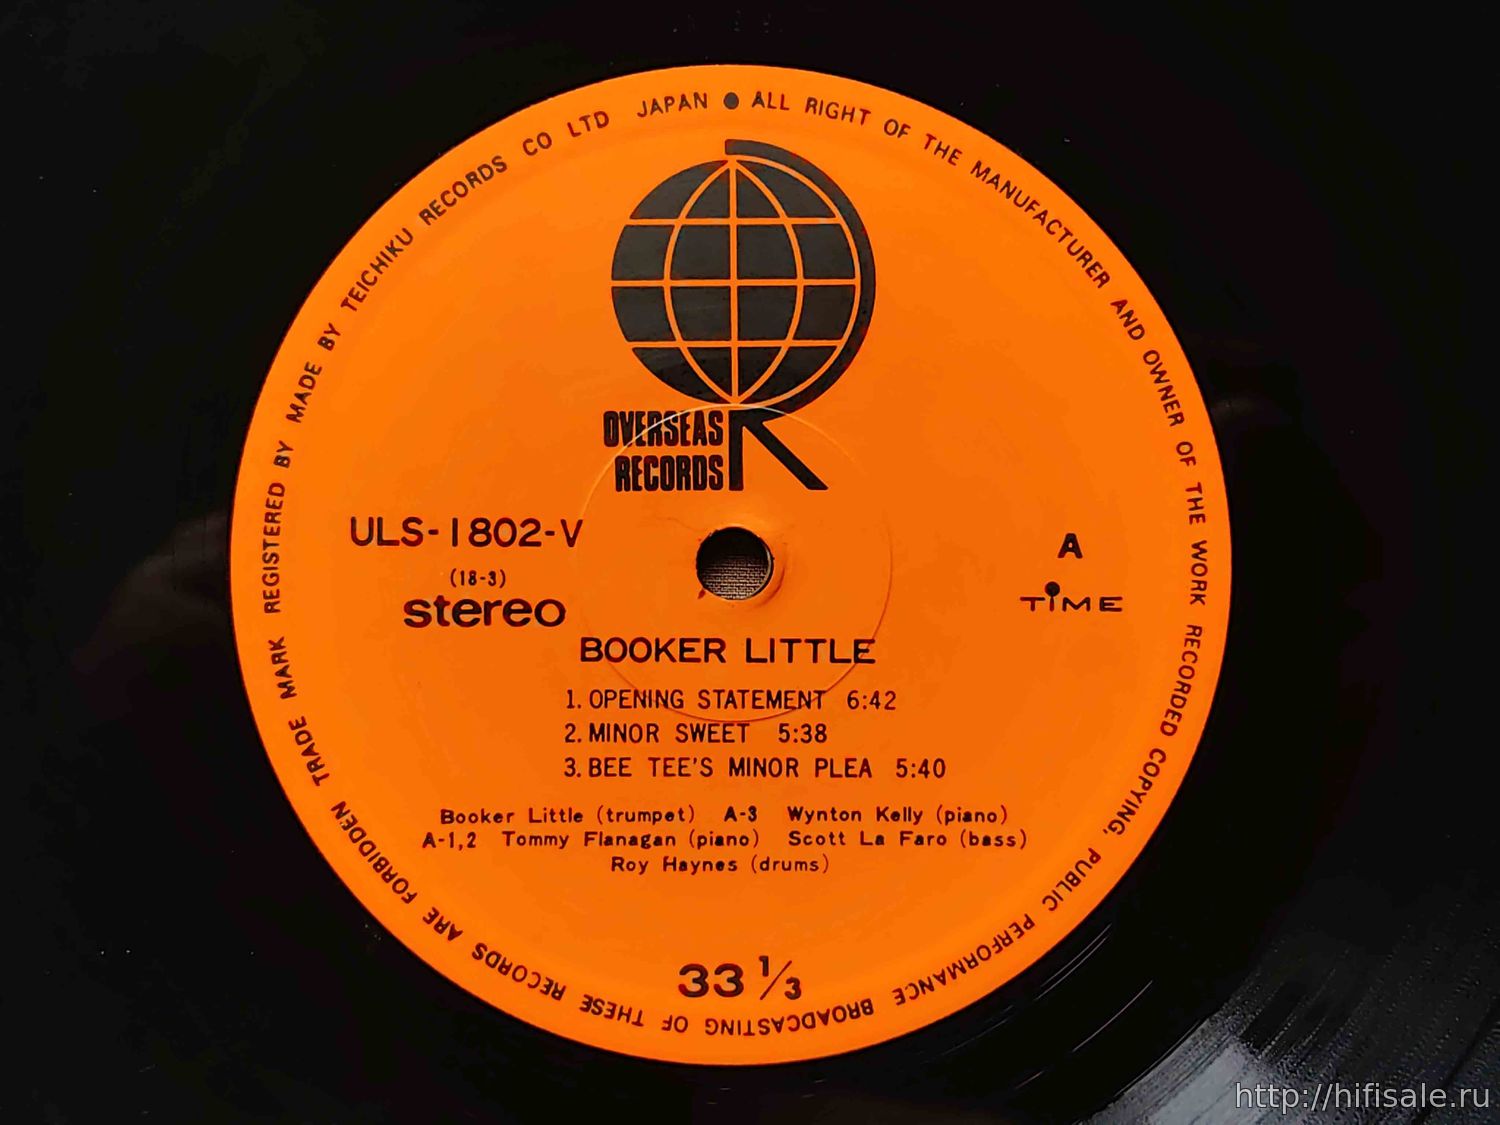 TRADE MARK REGISTERED BY MADE BY TEICHIKU RECORDS CO LTD JAPAN ● ALL RIGHT OF THE MANUFACTURER AND OWNER OF THE WORK RECORDED COPYING, PUBLIC PERFORMANCE BROADCASTING OF THESE RECORDS ARE FORBIDDEN
OVERSEAS
RECORDS
ULS-1802-V
(18-3)
stereo
A
TIME
BOOKER LITTLE
1. OPENING STATEMENT 6:42
2. MINOR SWEET 5:38
3. BEE TEE'S MINOR PLEA 5:40
Booker Little (trumpet) A-3 Wynton Kelly (piano)
A-1,2 Tommy Flanagan (piano) Scott La Faro (bass)
Roy Haynes (drums)
33 1/3
http://hifisale.ru